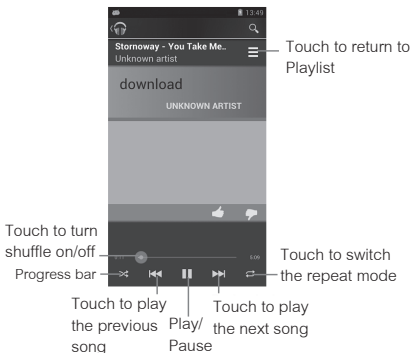 13:49
Stornoway - You Take Me..
Unknown artist
Touch to return to
Playlist
download
UNKNOWN ARTIST
Touch to turn
shuffle on/off
5:09
Progress bar
Touch to switch
the repeat mode
Touch to play
the previous
song
Play/
Pause
Touch to play
the next song